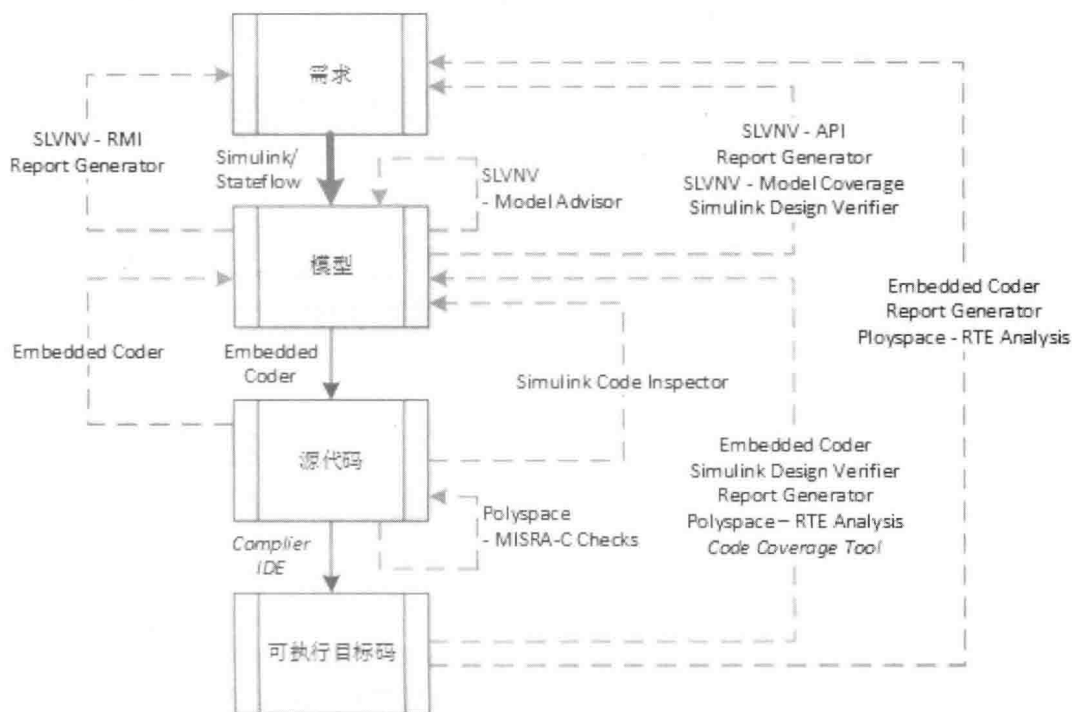 需求
SLVNV - RMI
Report Generator
Simulink/
Stateflow
SLVNV
- Model Advisor
SLVNV - API
Report Generator
SLVNV - Model Coverage
Simulink Design Verifier
模型
Embedded Coder
Report Generator
Ployspace - RTE Analysis
Embedded Coder
Embedded
Coder
Simulink Code Inspector
源代码
Embedded Coder
Simulink Design Verifier
Report Generator
Polyspace – RTE Analysis
Code Coverage Tool
Polyspace
- MISRA-C Checks
Complier
IDE
可执行目标码